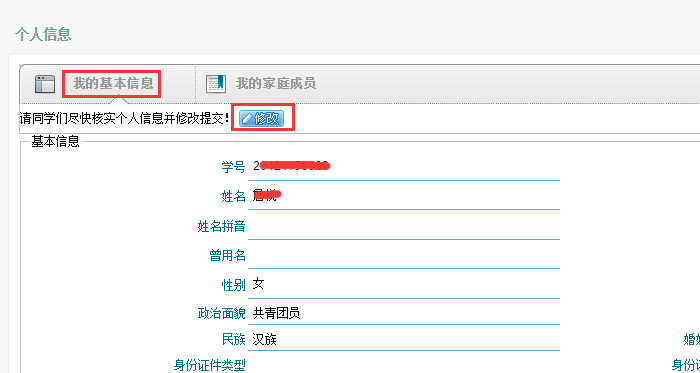 个人信息
我的基本信息 我的家庭成员
请同学们尽快核实个人信息并修改提交! 修改
基本信息
学号
姓名
姓名拼音
曾用名
性别 女
政治面貌 共青团员
民族 汉族
身份证件类型 身份证